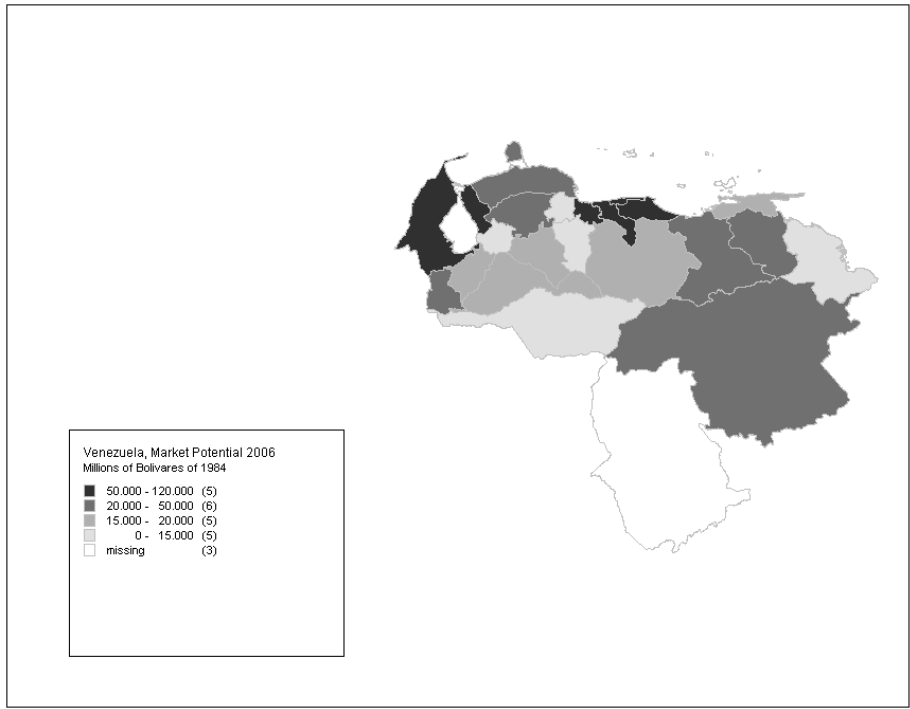 Venezuela, Market Potential 2006
Millions of Bolivares of 1984
50.000 - 120.000 (5)
20.000 - 50.000 (6)
15.000 - 20.000 (5)
0 - 15.000 (5)
missing (3)